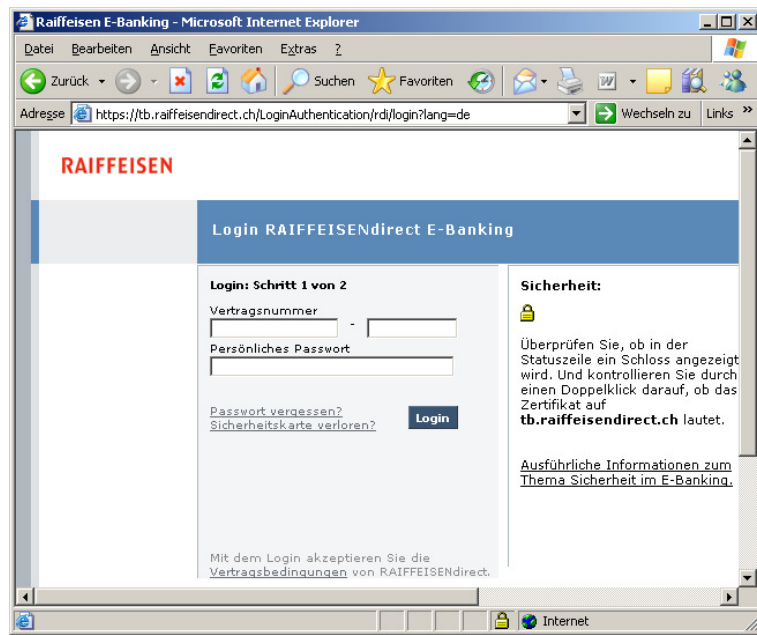 Raiffeisen E-Banking - Microsoft Internet Explorer
Datei Bearbeiten Ansicht Favoriten Extras ?
Zurück Suchen Favoriten
Adresse https://tb.raiffeisendirect.ch/LoginAuthentication/rdi/login?lang=de Wechseln zu Links »
RAIFFEISEN
Login RAIFFEISENdirect E-Banking
Login: Schritt 1 von 2
Vertragsnummer
-
Persönliches Passwort
Passwort vergessen?
Sicherheitskarte verloren?
Login
Mit dem Login akzeptieren Sie die
Vertragsbedingungen von RAIFFEISENdirect.
Sicherheit:
Überprüfen Sie, ob in der
Statuszeile ein Schloss angezeigt
wird. Und kontrollieren Sie durch
einen Doppelklick darauf, ob das
Zertifikat auf
tb.raiffeisendirect.ch lautet.
Ausführliche Informationen zum
Thema Sicherheit im E-Banking.
Internet